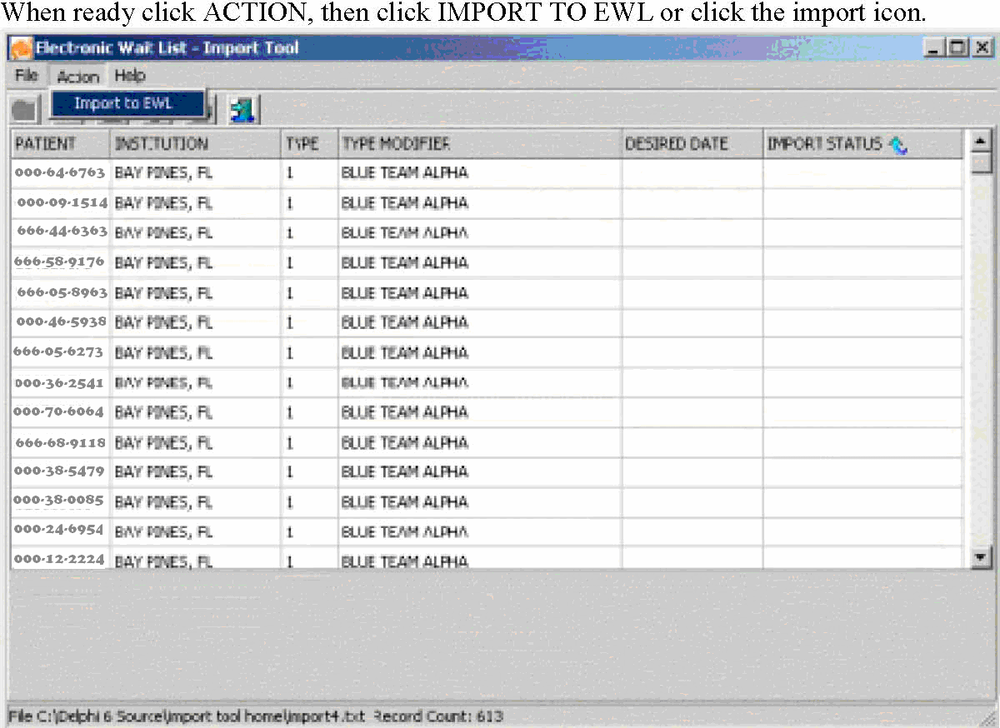 When ready click ACTION, then click IMPORT TO EWL or click the import icon.
Electronic Wait List - Import Tool
File Action Help
Import to EWL
PATIENT INSTITUTION TYPE TYPE MODIFIER DESIRED DATE IMPORT STATUS
000-64-6763 BAY PINES, FL 1 BLUE TEAM ALPHA
000-09-1514 BAY PINES, FL 1 BLUE TEAM ALPHA
666-44-6363 BAY PINES, FL 1 BLUE TEAM ALPHA
666-58-9176 BAY PINES, FL 1 BLUE TEAM ALPHA
666-05-8963 BAY PINES, FL 1 BLUE TEAM ALPHA
000-46-5938 BAY PINES, FL 1 BLUE TEAM ALPHA
666-05-6273 BAY PINES, FL 1 BLUE TEAM ALPHA
000-36-2541 BAY PINES, FL 1 BLUE TEAM ALPHA
000-70-6064 BAY PINES, FL 1 BLUE TEAM ALPHA
666-68-9118 BAY PINES, FL 1 BLUE TEAM ALPHA
000-38-5479 BAY PINES, FL 1 BLUE TEAM ALPHA
000-38-0085 BAY PINES, FL 1 BLUE TEAM ALPHA
000-24-6954 BAY PINES, FL 1 BLUE TEAM ALPHA
000-12-2224 BAY PINES, FL 1 BLUE TEAM ALPHA
File C:\Delphi 6 Source\import tool home\import4.txt Record Count: 613